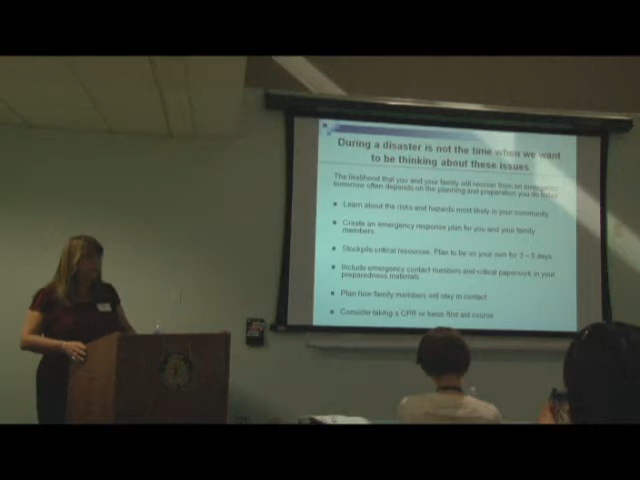 During a disaster is not the time when we want
to be thinking about these issues
The likelihood that you and your family will recover from an emergency
tomorrow often depends on the planning and preparation you do today
Learn about the risks and hazards most likely in your community
Create an emergency response plan for you and your family
members.
Stockpile critical resources. Plan to be on your own for 3 – 5 days
Include emergency contact numbers and critical paperwork in your
preparedness materials
Plan how family members will stay in contact
Consider taking a CPR or basic first aid course